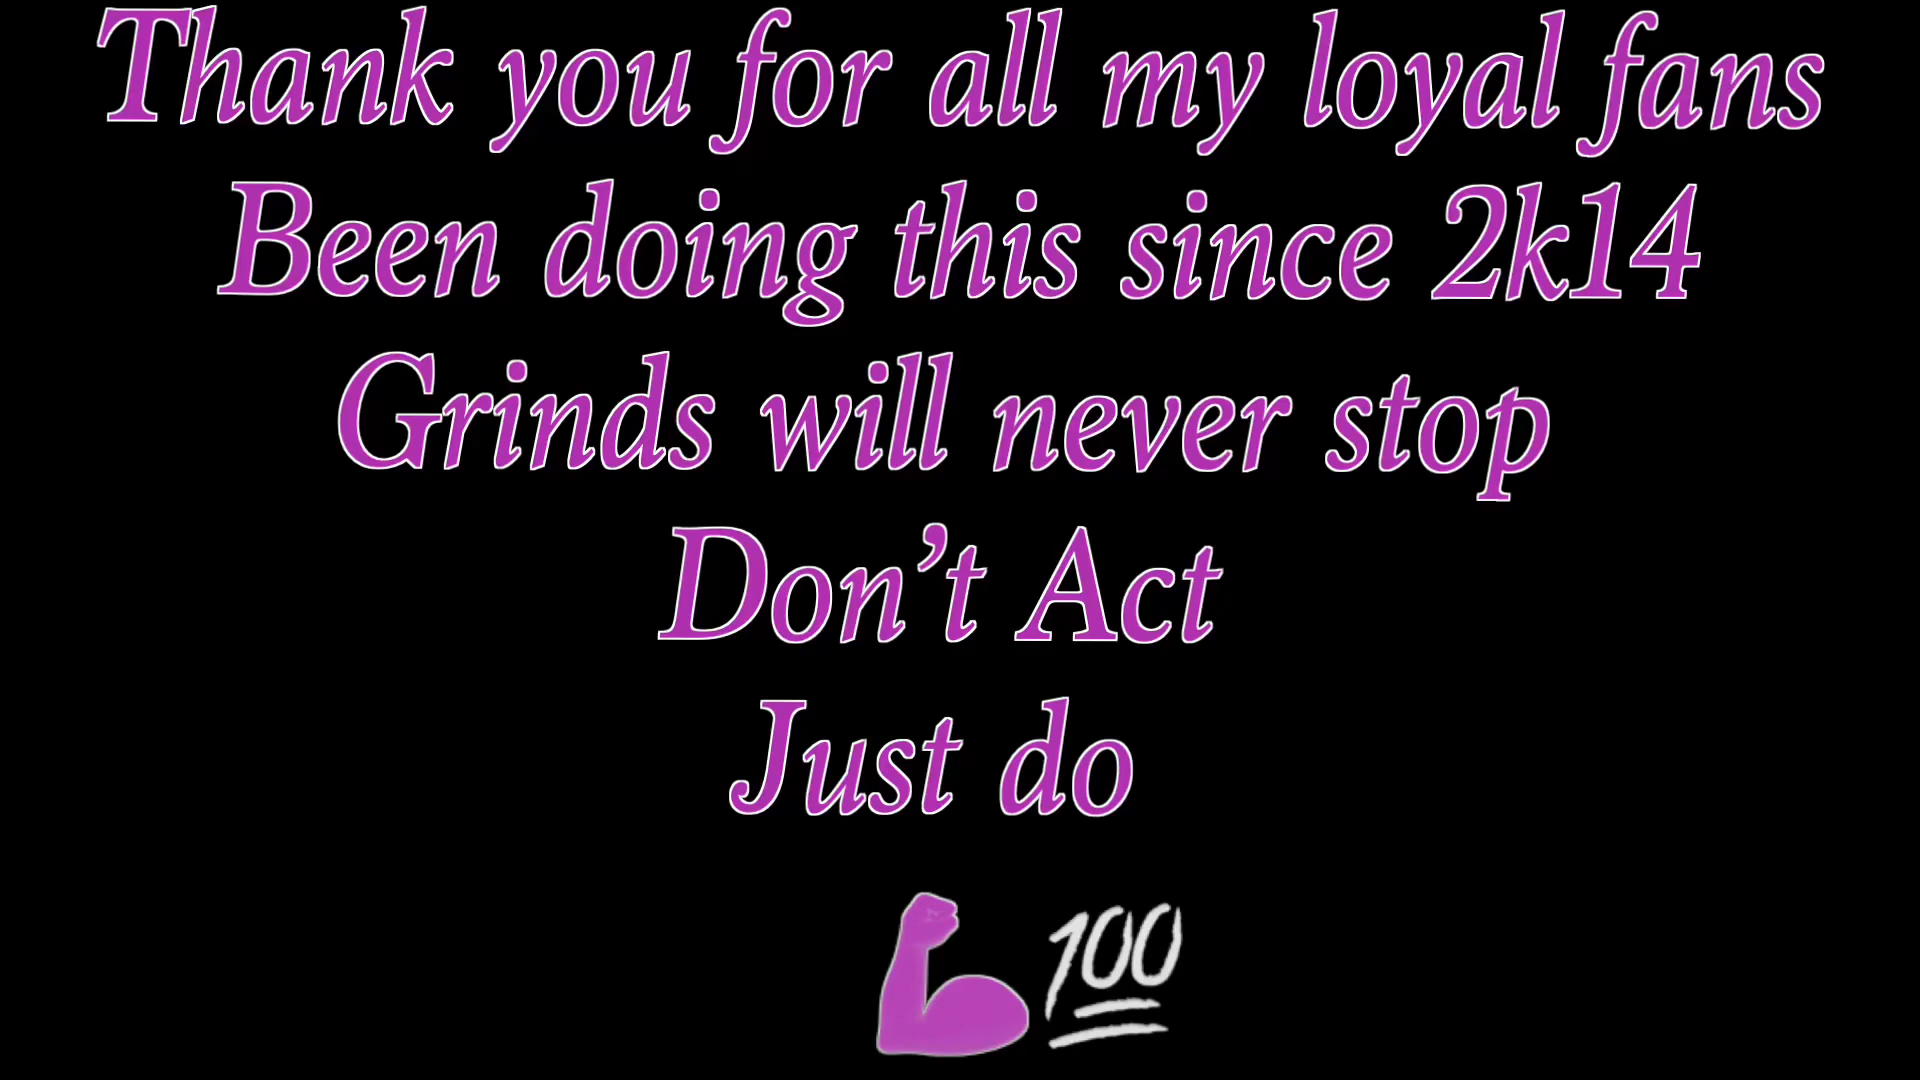 Thank you for all my loyal fans
Been doing this since 2k14
Grinds will never stop
Don’t Act
Just do
💪💯